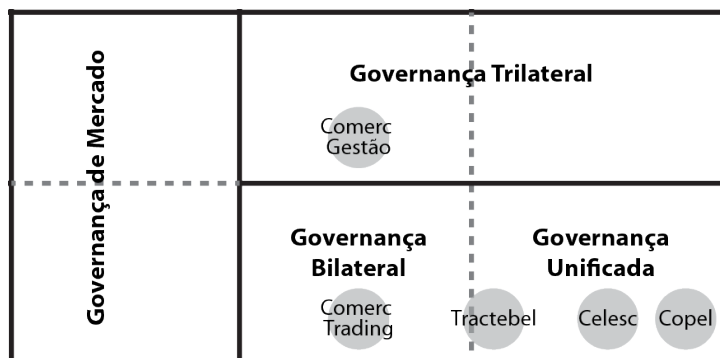 Governança de Mercado
Governança Trilateral
Comerc
Gestão
Governança
Bilateral
Governança
Unificada
Comerc
Trading
Tractebel
Celesc
Copel